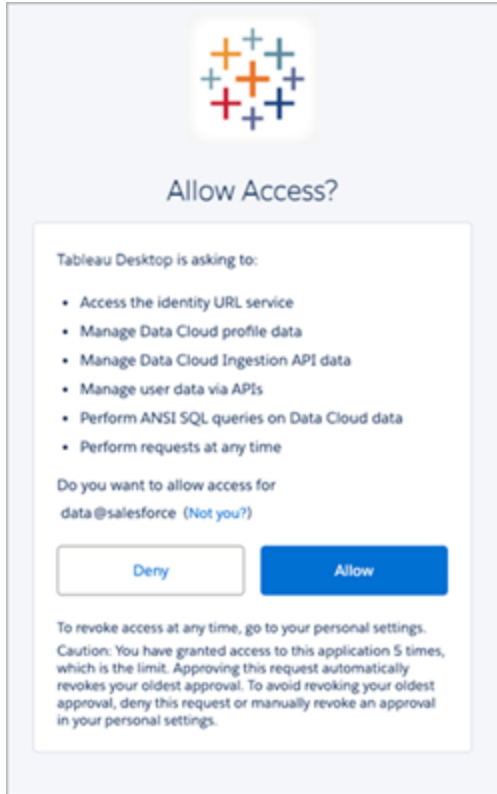 Allow Access?
Tableau Desktop is asking to:
• Access the identity URL service
• Manage Data Cloud profile data
• Manage Data Cloud Ingestion API data
• Manage user data via APIs
• Perform ANSI SQL queries on Data Cloud data
• Perform requests at any time
Do you want to allow access for
data@salesforce (Not you?)
Deny
Allow
To revoke access at any time, go to your personal settings.
Caution: You have granted access to this application 5 times,
which is the limit. Approving this request automatically
revokes your oldest approval. To avoid revoking your oldest
approval, deny this request or manually revoke an approval
in your personal settings.